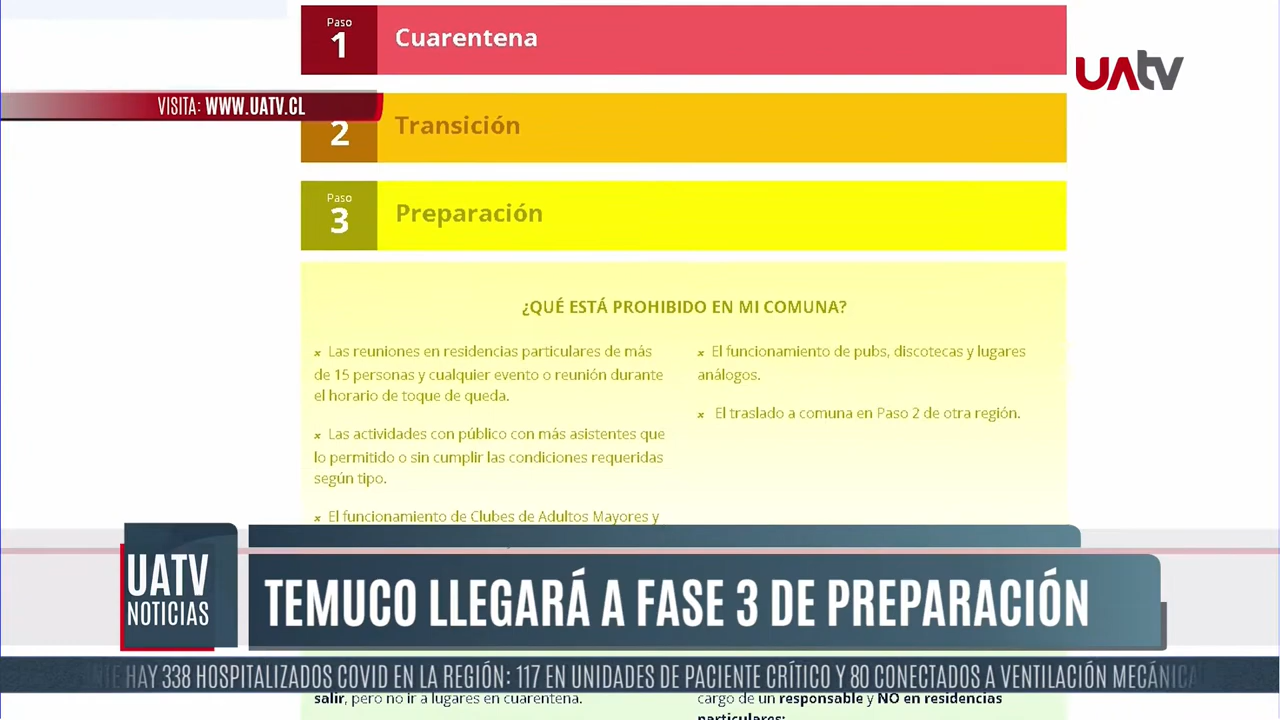 Paso
1
Cuarentena
UATV
VISITA: WWW.UATV.CL
2
Transición
Paso
3
Preparación
¿QUÉ ESTÁ PROHIBIDO EN MI COMUNA?
x Las reuniones en residencias particulares de más
de 15 personas y cualquier evento o reunión durante
el horario de toque de queda.
x Las actividades con público con más asistentes que
lo permitido o sin cumplir las condiciones requeridas
según tipo.
x El funcionamiento de Clubes de Adultos Mayores y
x El funcionamiento de pubs, discotecas y lugares
análogos.
x El traslado a comuna en Paso 2 de otra región.
UATV
NOTICIAS
TEMUCO LLEGARÁ A FASE 3 DE PREPARACIÓN
HAY 338 HOSPITALIZADOS COVID EN LA REGIÓN: 117 EN UNIDADES DE PACIENTE CRÍTICO Y 80 CONECTADOS A VENTILACIÓN MECÁNICA
salir, pero no ir a lugares en cuarentena.
cargo de un responsable y NO en residencias
particulares: